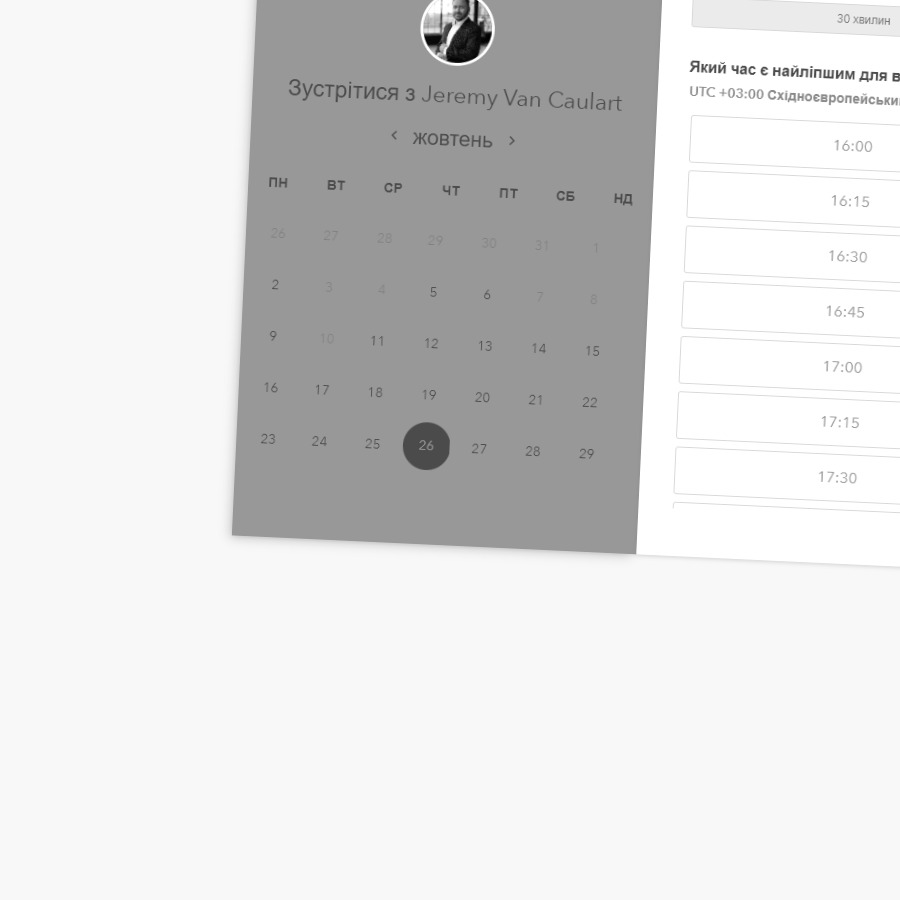 Зустрітися з Jeremy Van Caulart
‹ жовтень ›
ПН ВТ СР ЧТ ПТ СБ НД
26 27 28 29 30 31 1
2 3 4 5 6 7 8
9 10 11 12 13 14 15
16 17 18 19 20 21 22
23 24 25 26 27 28 29
30 хвилин
Який час є найліпшим для
UTC +03:00
16:00
16:15
16:30
16:45
17:00
17:15
17:30